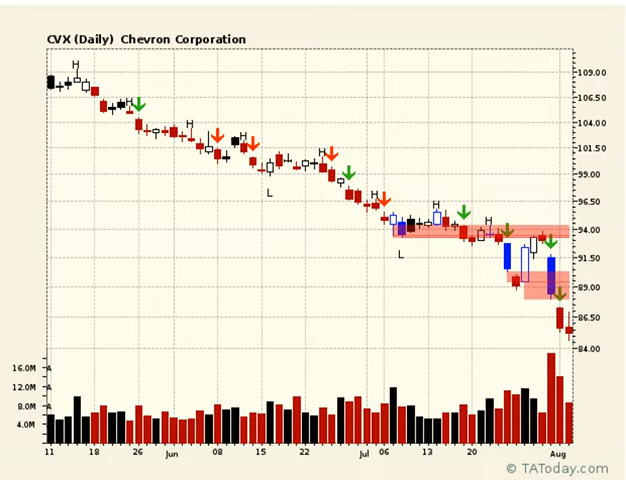 CVX (Daily) Chevron Corporation
H
109.00
106.50
H
104.00
H
H
101.50
H
99.00
L
H
96.50
H
H
94.00
L
91.50
89.00
86.50
84.00
16.0M A
12.0M A
8.0M A
4.0M
11 18 26 Jun 08 15 22 Jul 06 13 20 27 Aug
© TAToday.com